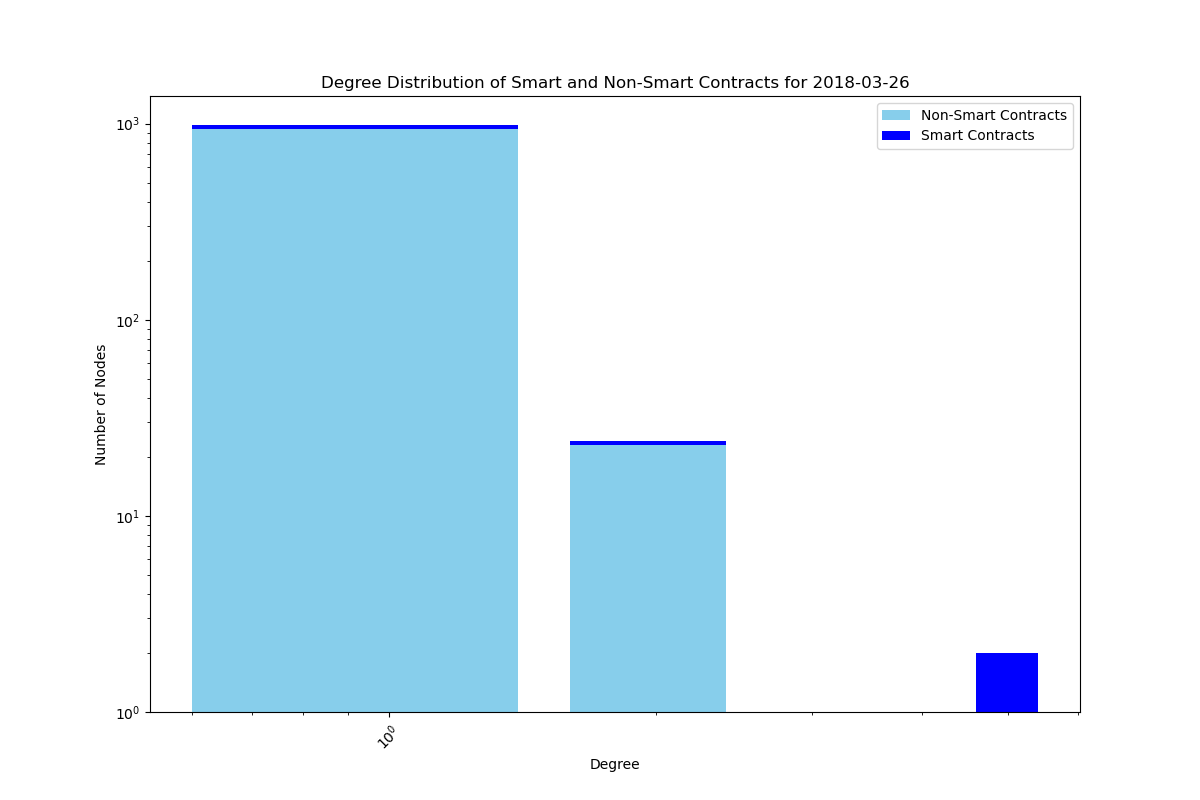 Degree Distribution of Smart and Non-Smart Contracts for 2018-03-26
Non-Smart Contracts
Smart Contracts
Number of Nodes
10³
10²
10¹
10⁰
10⁰
Degree